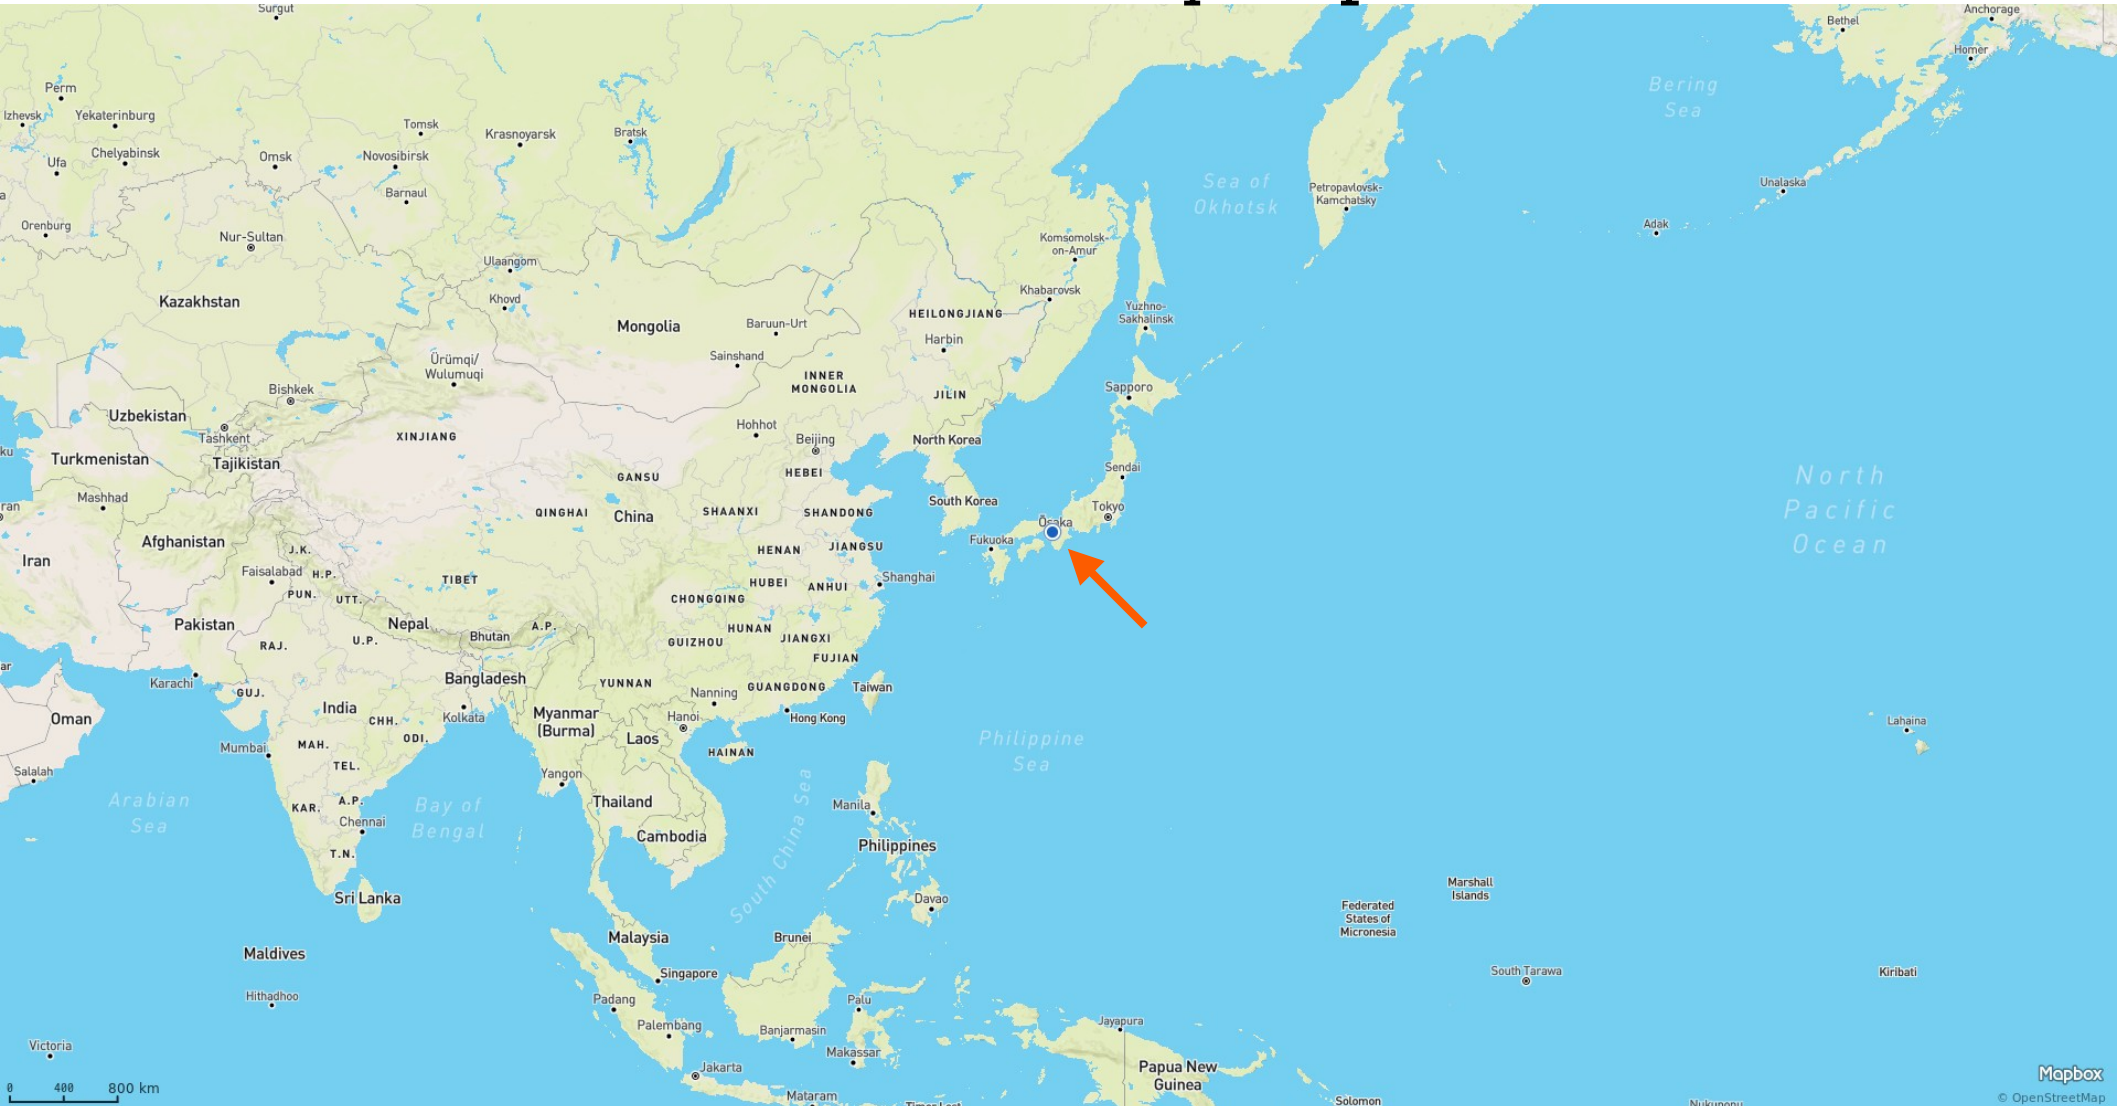 Surgut
Bethel
Anchorage
Homer
Bering
Sea
Perm
Izhevsk
Yekaterinburg
Tomsk
Krasnoyarsk
Bratsk
Ufa
Chelyabinsk
Omsk
Novosibirsk
Barnaul
Sea of
Okhotsk
Petropavlovsk-
Kamchatsky
Unalaska
Adak
Orenburg
Nur-Sultan
Komsomolsk-
on-Amur
Ulaangom
Khabarovsk
Kazakhstan
Khovd
Yuzhno-
Sakhalinsk
HEILONGJIANG
Mongolia
Baruun-Urt
Harbin
Sainshand
Ürümqi/
Wulumuqi
INNER
MONGOLIA
Bishkek
JILIN
Sapporo
Uzbekistan
Tashkent
XINJIANG
Hohhot
Beijing
North Korea
ku
Turkmenistan
Tajikistan
HEBEI
GANSU
Sendai
North
Pacific
Ocean
Mashhad
ran
South Korea
Tokyo
QINGHAI
China
SHAANXI
SHANDONG
Ōsaka
Fukuoka
Afghanistan
J.K.
HENAN
JIANGSU
Iran
Faisalabad
H.P.
TIBET
HUBEI
ANHUI
Shanghai
PUN.
UTT.
CHONGQING
Pakistan
Nepal
Bhutan
A.P.
HUNAN
JIANGXI
RAJ.
U.P.
GUIZHOU
FUJIAN
ar
Karachi
GUJ.
Bangladesh
YUNNAN
Nanning
GUANGDONG
Taiwan
Oman
India
CHH.
Kolkata
Myanmar
(Burma)
Hanoi
Hong Kong
Lahaina
Mumbai
MAH.
ODI.
Laos
HAINAN
Philippine
Sea
Salalah
TEL.
Yangon
Arabian
Sea
KAR.
A.P.
Bay of
Bengal
Thailand
Manila
Chennai
Cambodia
South China Sea
Philippines
T.N.
Sri Lanka
Davao
Marshall
Islands
Federated
States of
Micronesia
Malaysia
Brunei
Maldives
Singapore
South Tarawa
Kiribati
Hithadhoo
Padang
Palu
Palembang
Banjarmasin
Jayapura
Victoria
Makassar
Jakarta
Papua New
Guinea
Mataram
Solomon
0 400 800 km
Mapbox
© OpenStreetMap